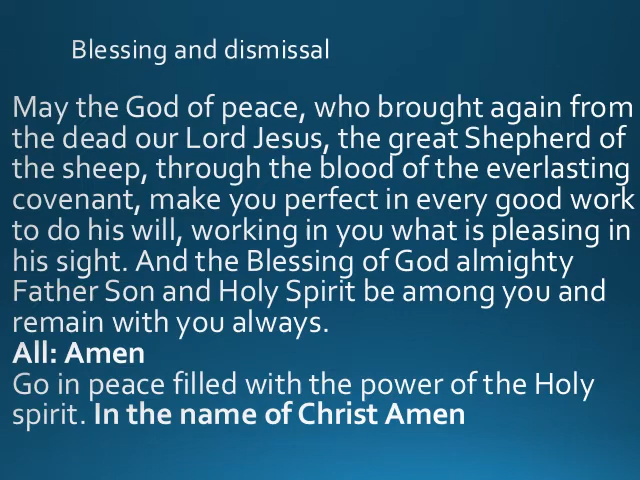 Blessing and dismissal
May the God of peace, who brought again from
the dead our Lord Jesus, the great Shepherd of
the sheep, through the blood of the everlasting
covenant, make you perfect in every good work
to do his will, working in you what is pleasing in
his sight. And the Blessing of God almighty
Father Son and Holy Spirit be among you and
remain with you always.
All: Amen
Go in peace filled with the power of the Holy
spirit. In the name of Christ Amen